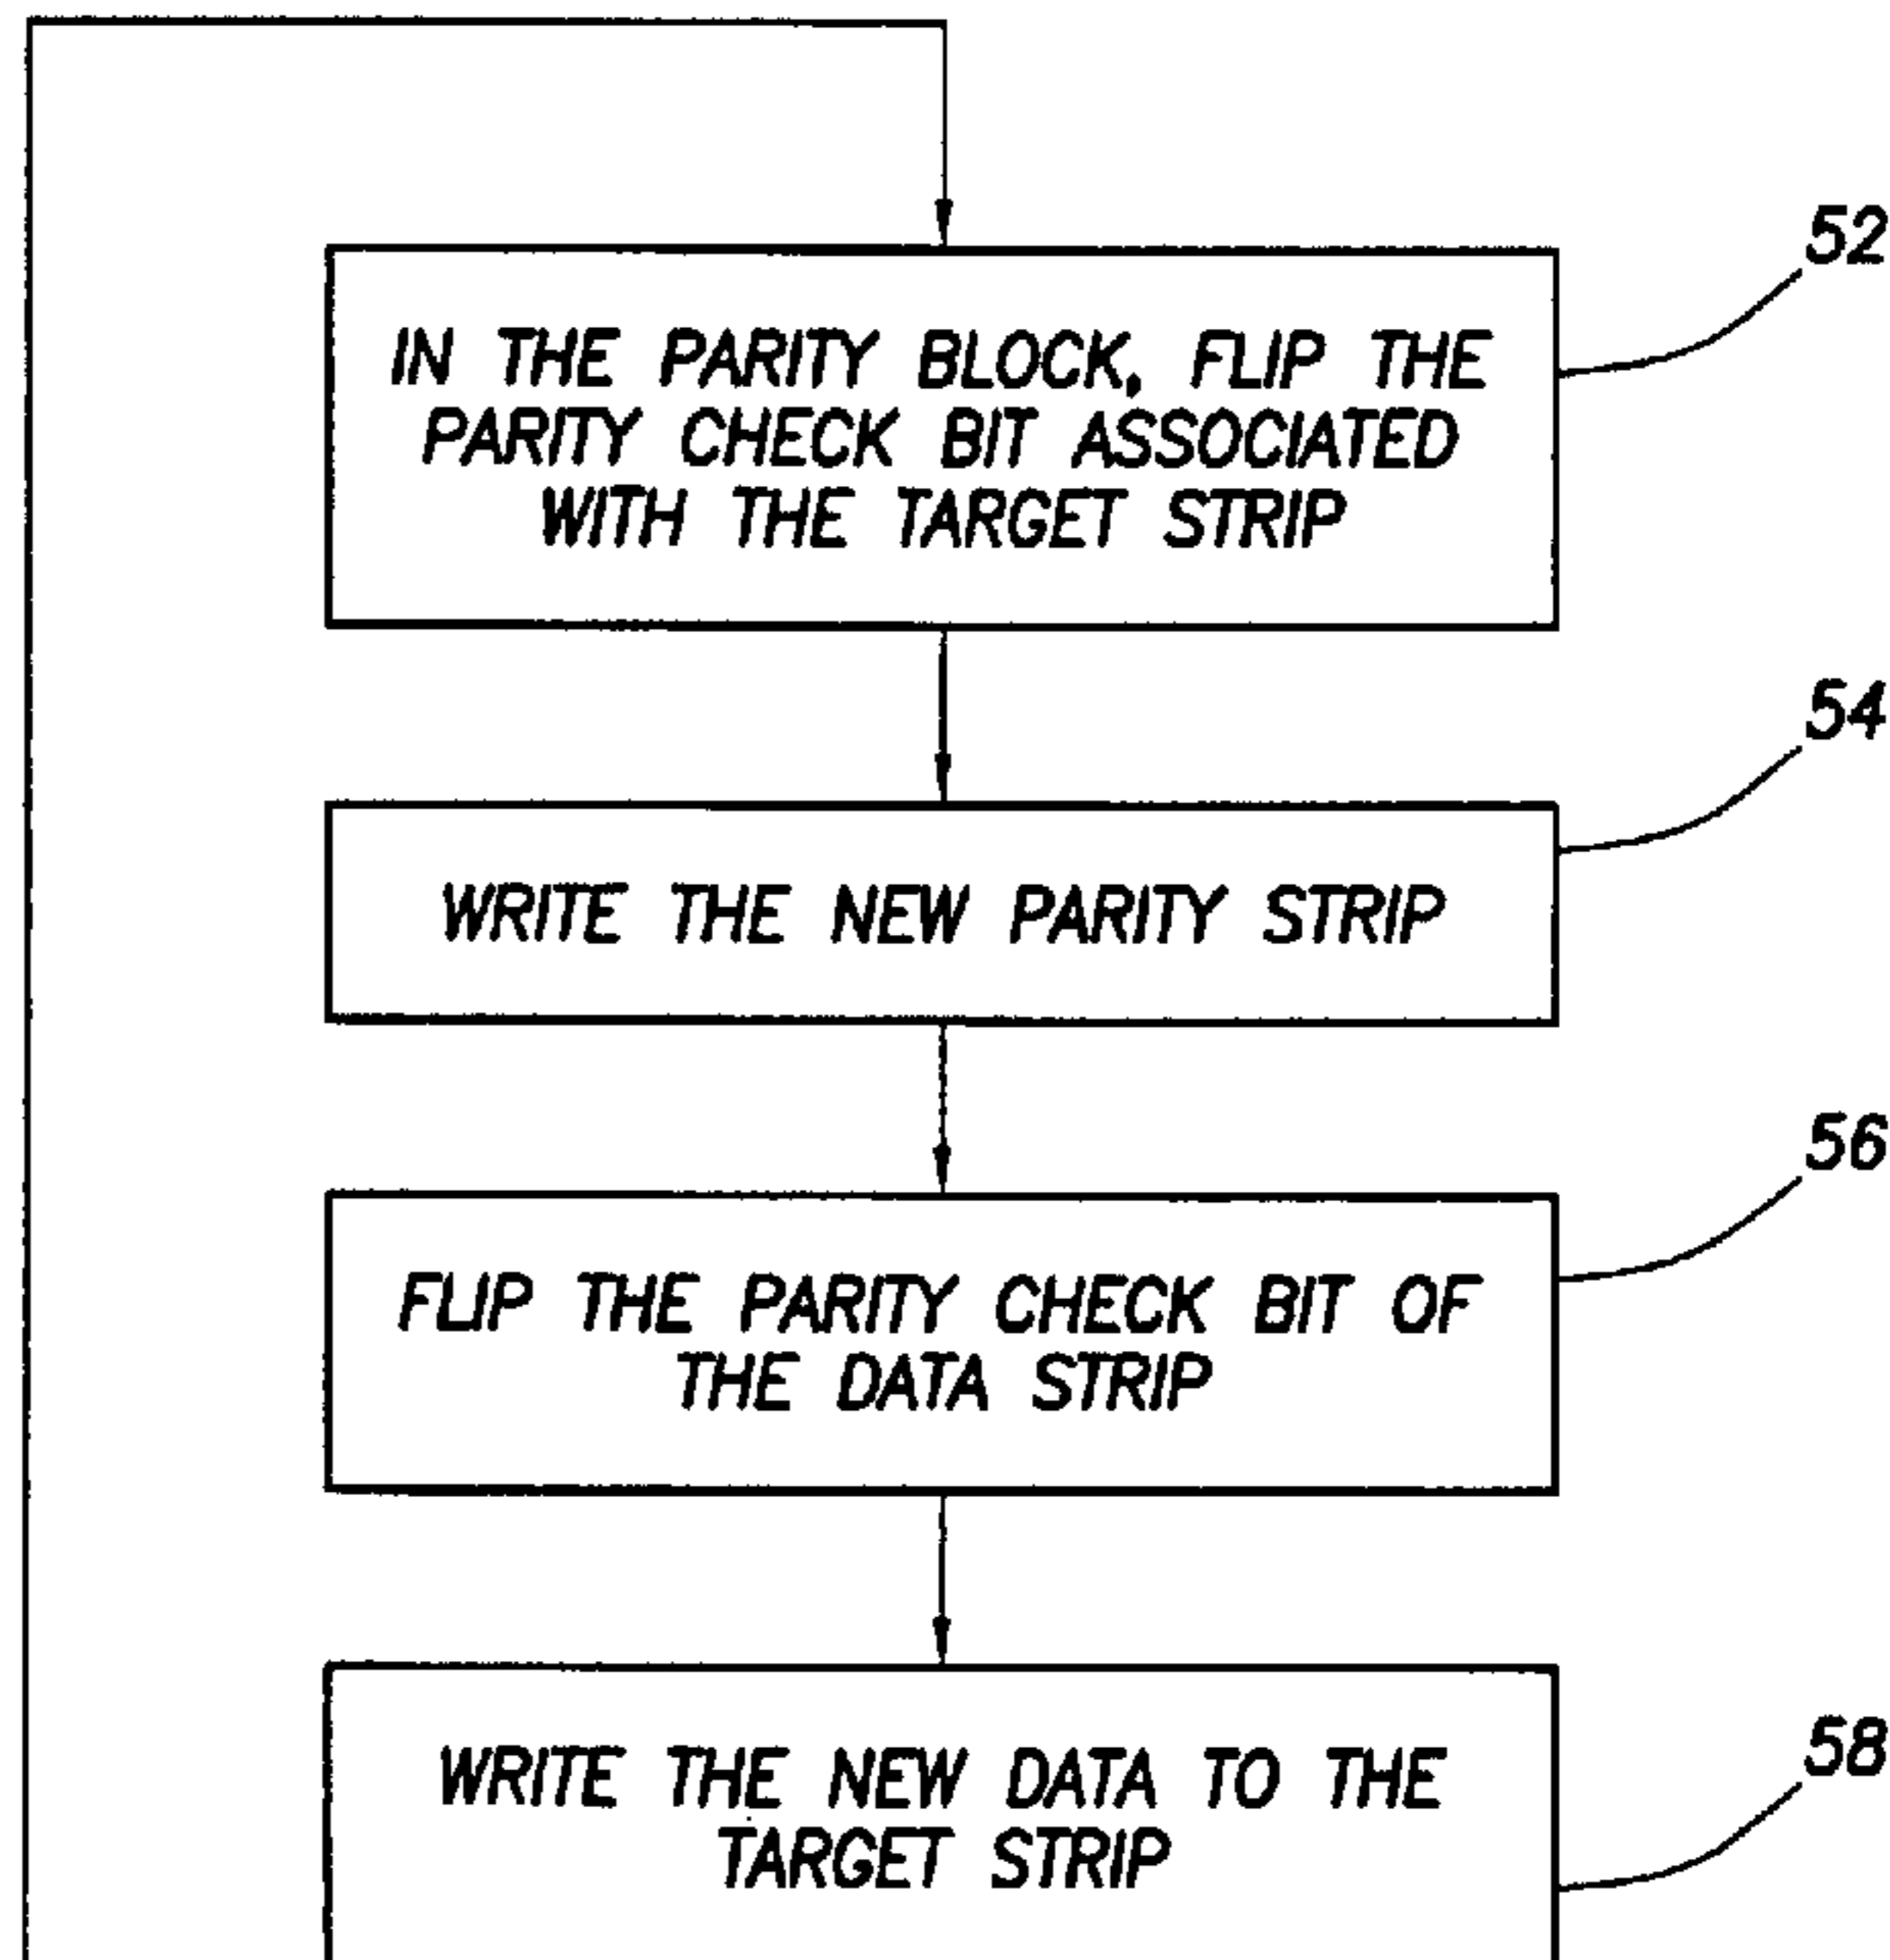 52
IN THE PARITY BLOCK, FLIP THE
PARITY CHECK BIT ASSOCIATED
WITH THE TARGET STRIP
54
WRITE THE NEW PARITY STRIP
56
FLIP THE PARITY CHECK BIT OF
THE DATA STRIP
58
WRITE THE NEW DATA TO THE
TARGET STRIP